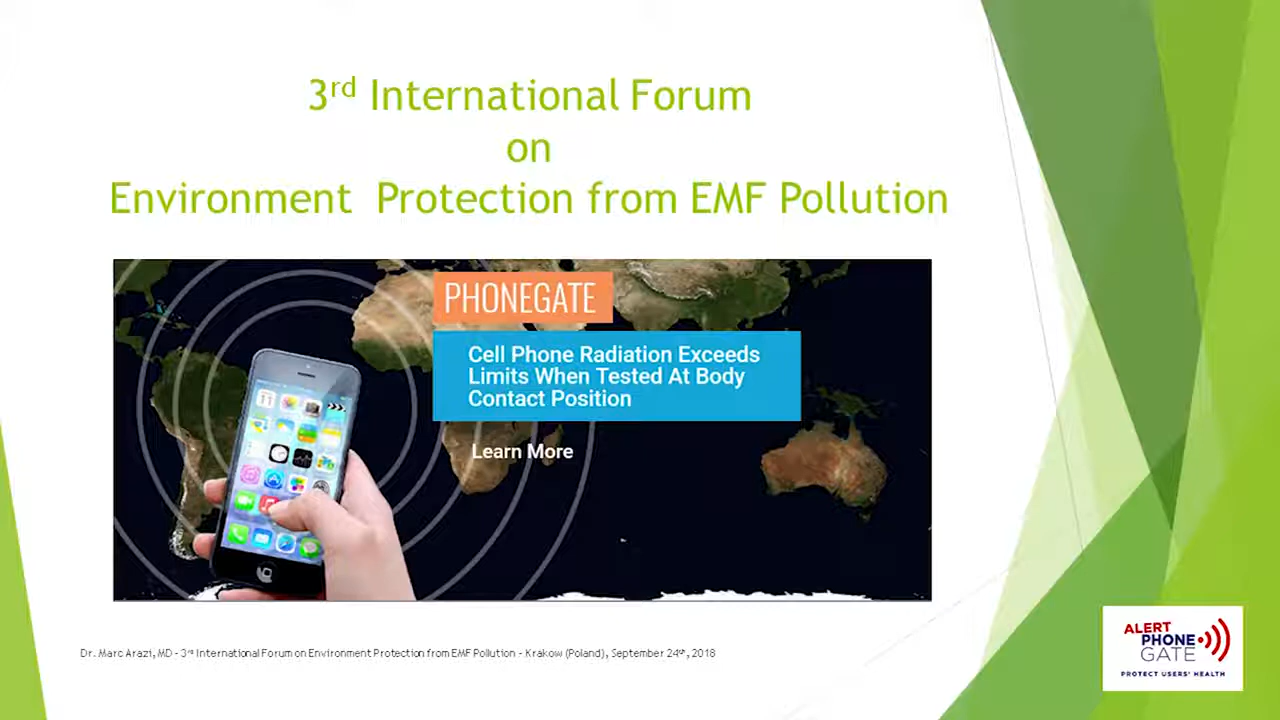 3rd International Forum
on
Environment Protection from EMF Pollution
PHONEGATE
Cell Phone Radiation Exceeds
Limits When Tested At Body
Contact Position
Learn More
11
Dr. Marc Arazi, MD – 3rd International Forum on Environment Protection from EMF Pollution – Krakow (Poland), September 24th, 2018
ALERT
PHONE
GATE
PROTECT USERS' HEALTH